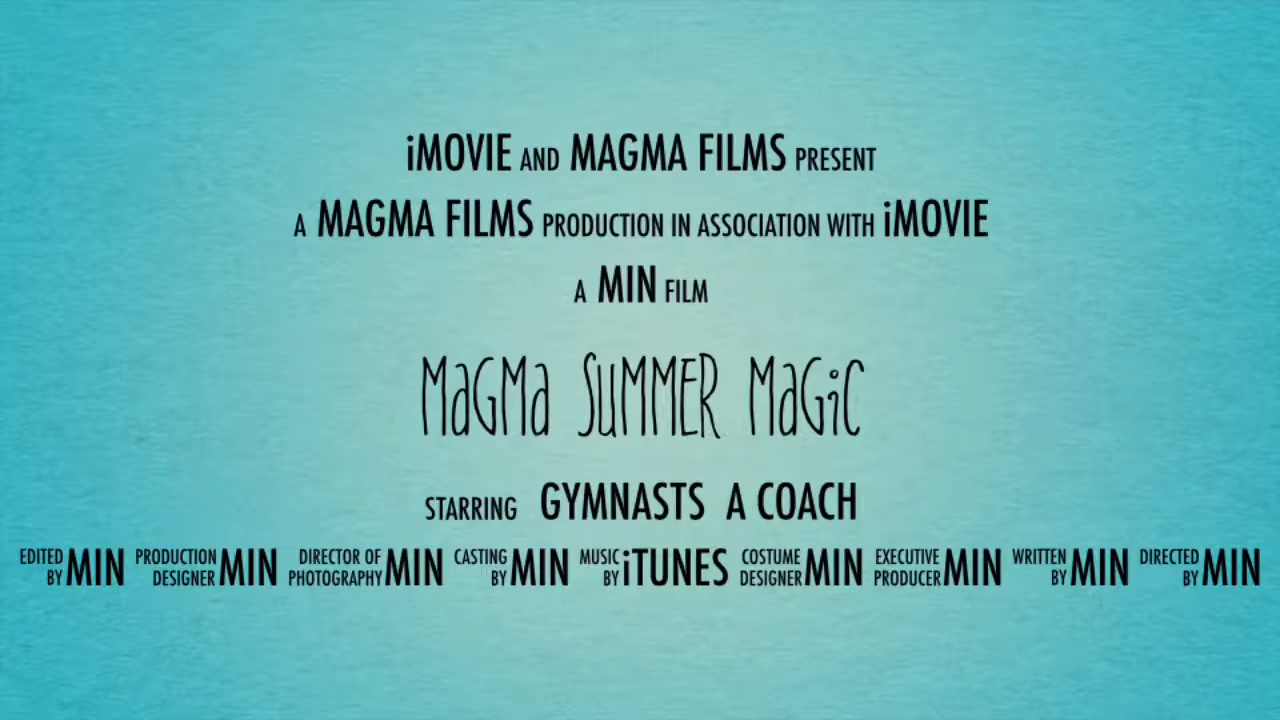 iMOVIE AND MAGMA FILMS PRESENT
A MAGMA FILMS PRODUCTION IN ASSOCIATION WITH iMOVIE
A MIN FILM
MaGMa SUMMER MaGiC
STARRING GYMNASTS A COACH
EDITED BY MIN PRODUCTION DESIGNER MIN DIRECTOR OF PHOTOGRAPHY MIN CASTING BY MIN MUSIC BY iTUNES COSTUME DESIGNER MIN EXECUTIVE PRODUCER MIN WRITTEN BY MIN DIRECTED BY MIN